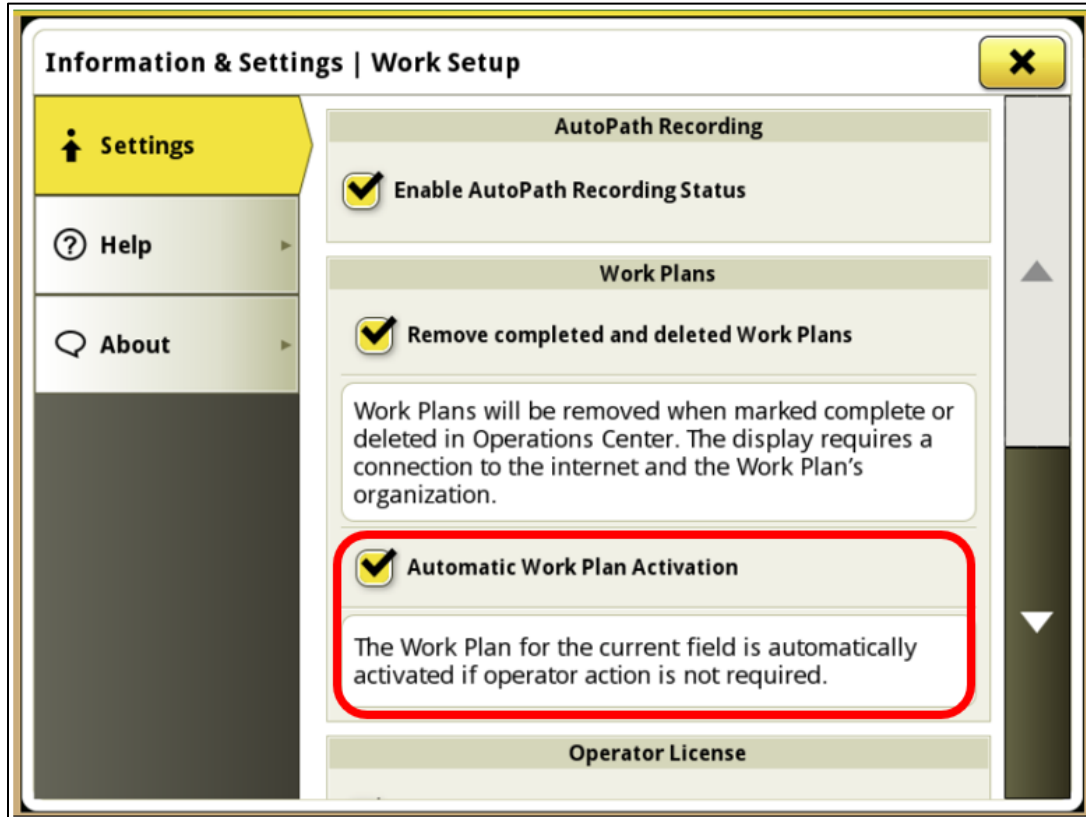 Information & Settings | Work Setup
Settings
Help
About
AutoPath Recording
Enable AutoPath Recording Status
Work Plans
Remove completed and deleted Work Plans
Work Plans will be removed when marked complete or
deleted in Operations Center. The display requires a
connection to the internet and the Work Plan's
organization.
Automatic Work Plan Activation
The Work Plan for the current field is automatically
activated if operator action is not required.
Operator License